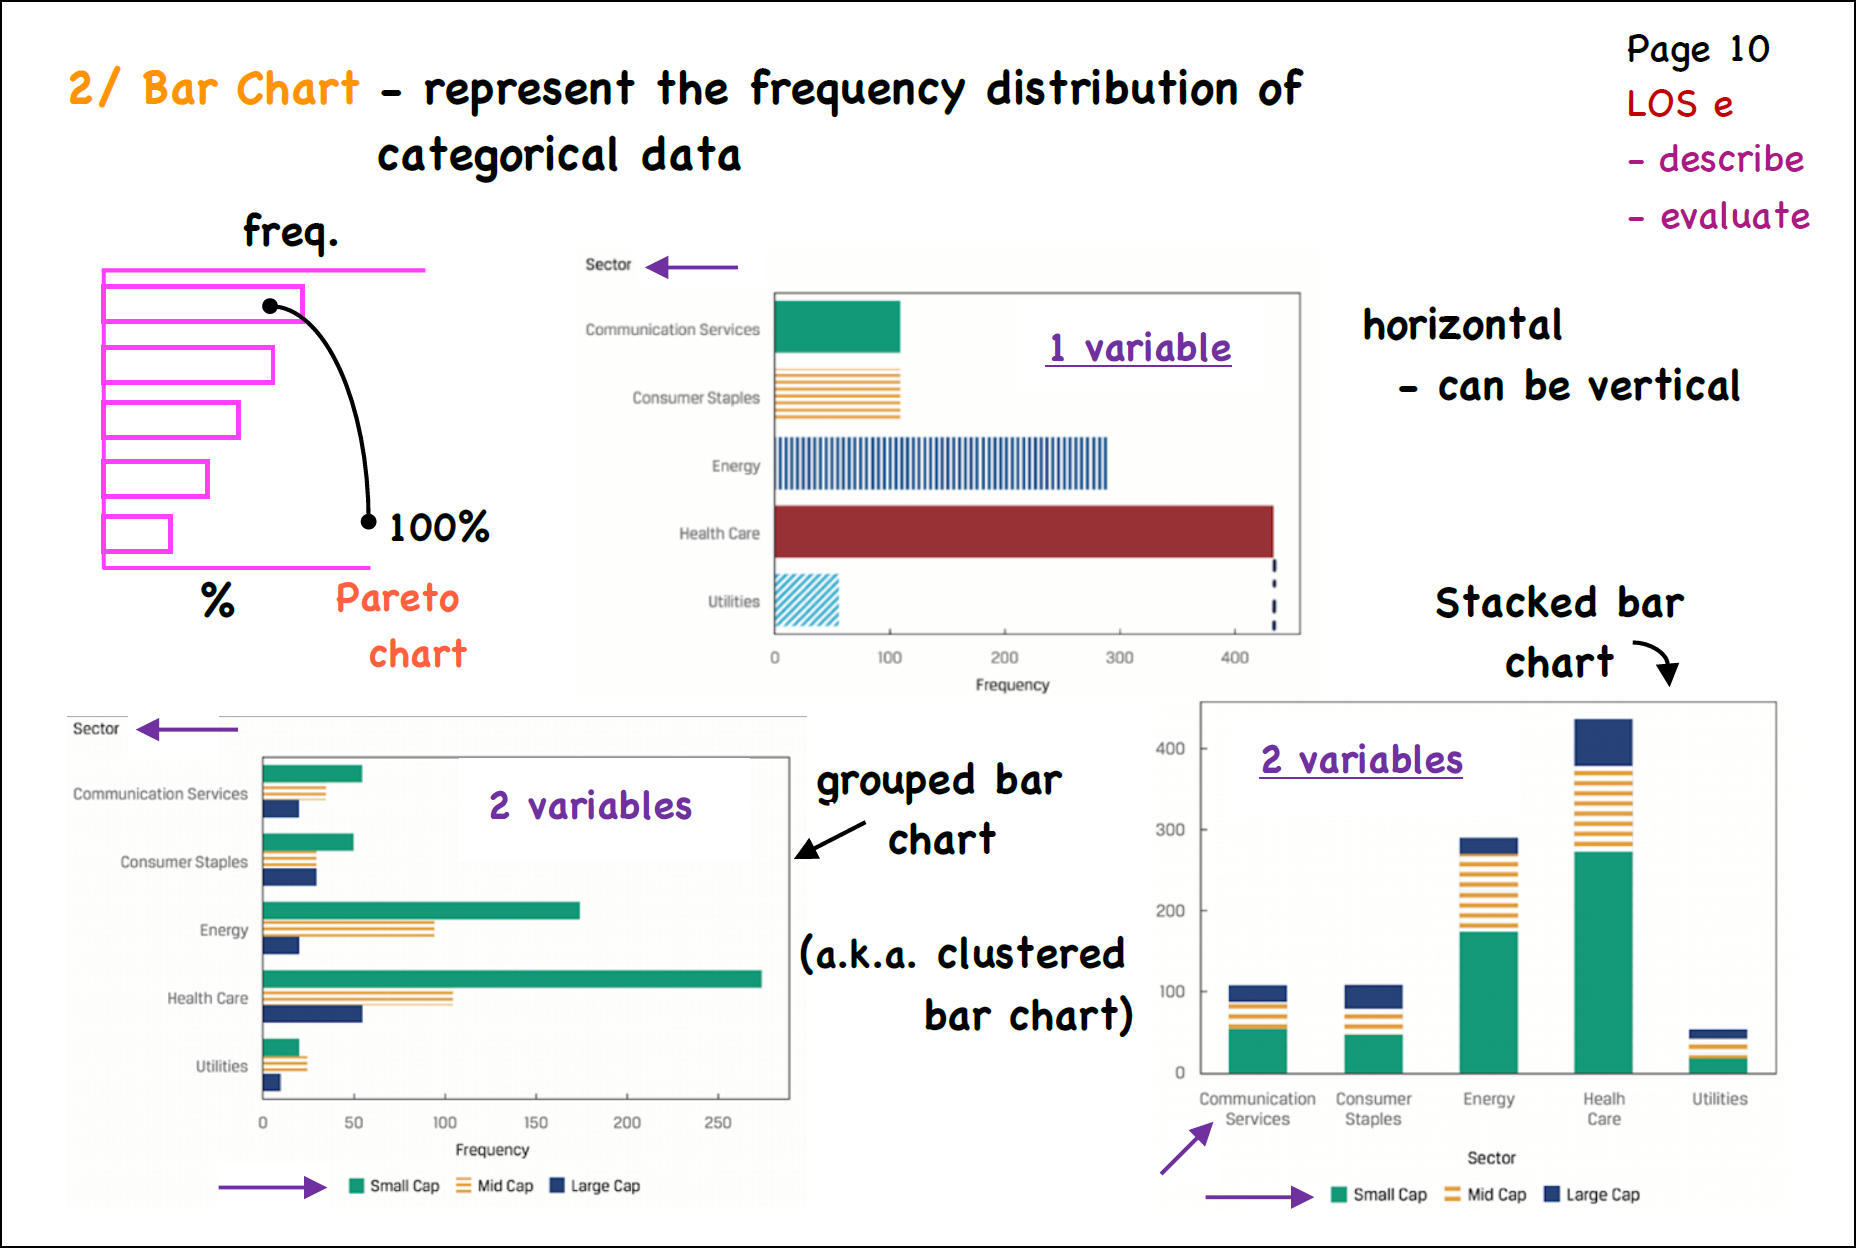 2/ Bar Chart - represent the frequency distribution of
categorical data
Page 10
LOS e
- describe
- evaluate
freq.
100%
%
Pareto
chart
Sector
Communication Services
Consumer Staples
Energy
Health Care
Utilities
1 variable
0 100 200 300 400
Frequency
horizontal
- can be vertical
Sector
Communication Services
Consumer Staples
Energy
Health Care
Utilities
2 variables
0 50 100 150 200 250
Frequency
Small Cap Mid Cap Large Cap
grouped bar
chart
(a.k.a. clustered
bar chart)
Stacked bar
chart
2 variables
400
300
200
100
0
Communication Consumer Energy Healh Utilities
Services Staples Care
Sector
Small Cap Mid Cap Large Cap